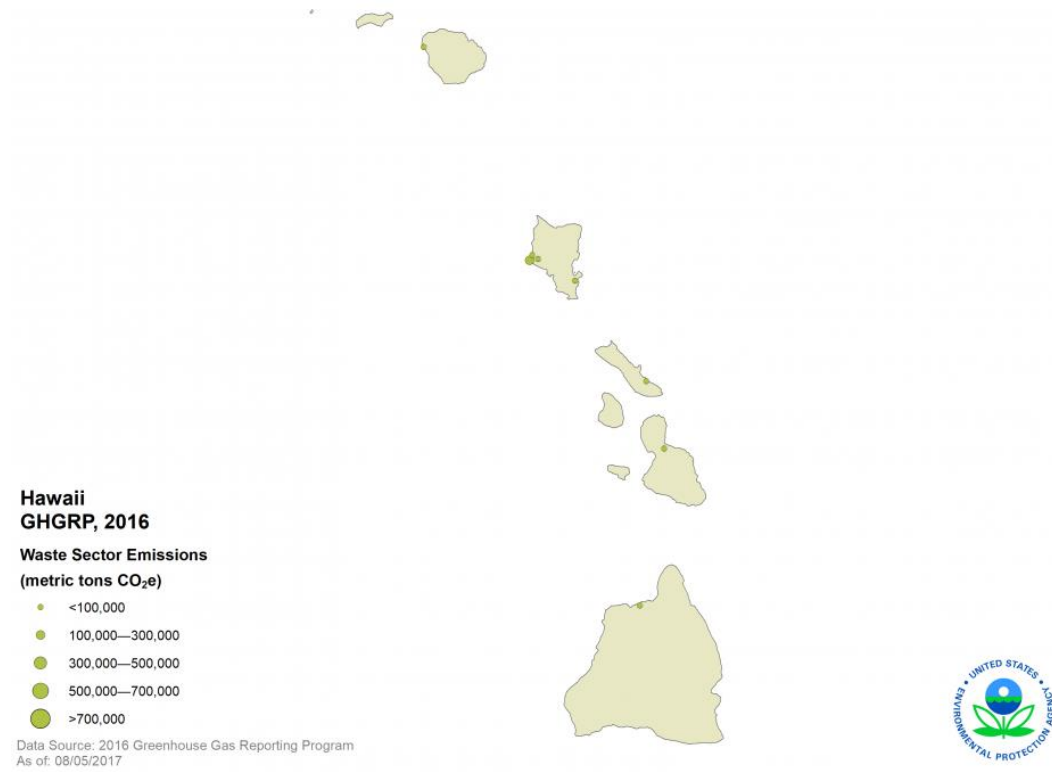 Hawaii
GHGRP, 2016
Waste Sector Emissions
(metric tons CO₂e)
<100,000
100,000—300,000
300,000—500,000
500,000—700,000
>700,000
Data Source: 2016 Greenhouse Gas Reporting Program
As of: 08/05/2017
UNITED STATES • ENVIRONMENTAL PROTECTION AGENCY •